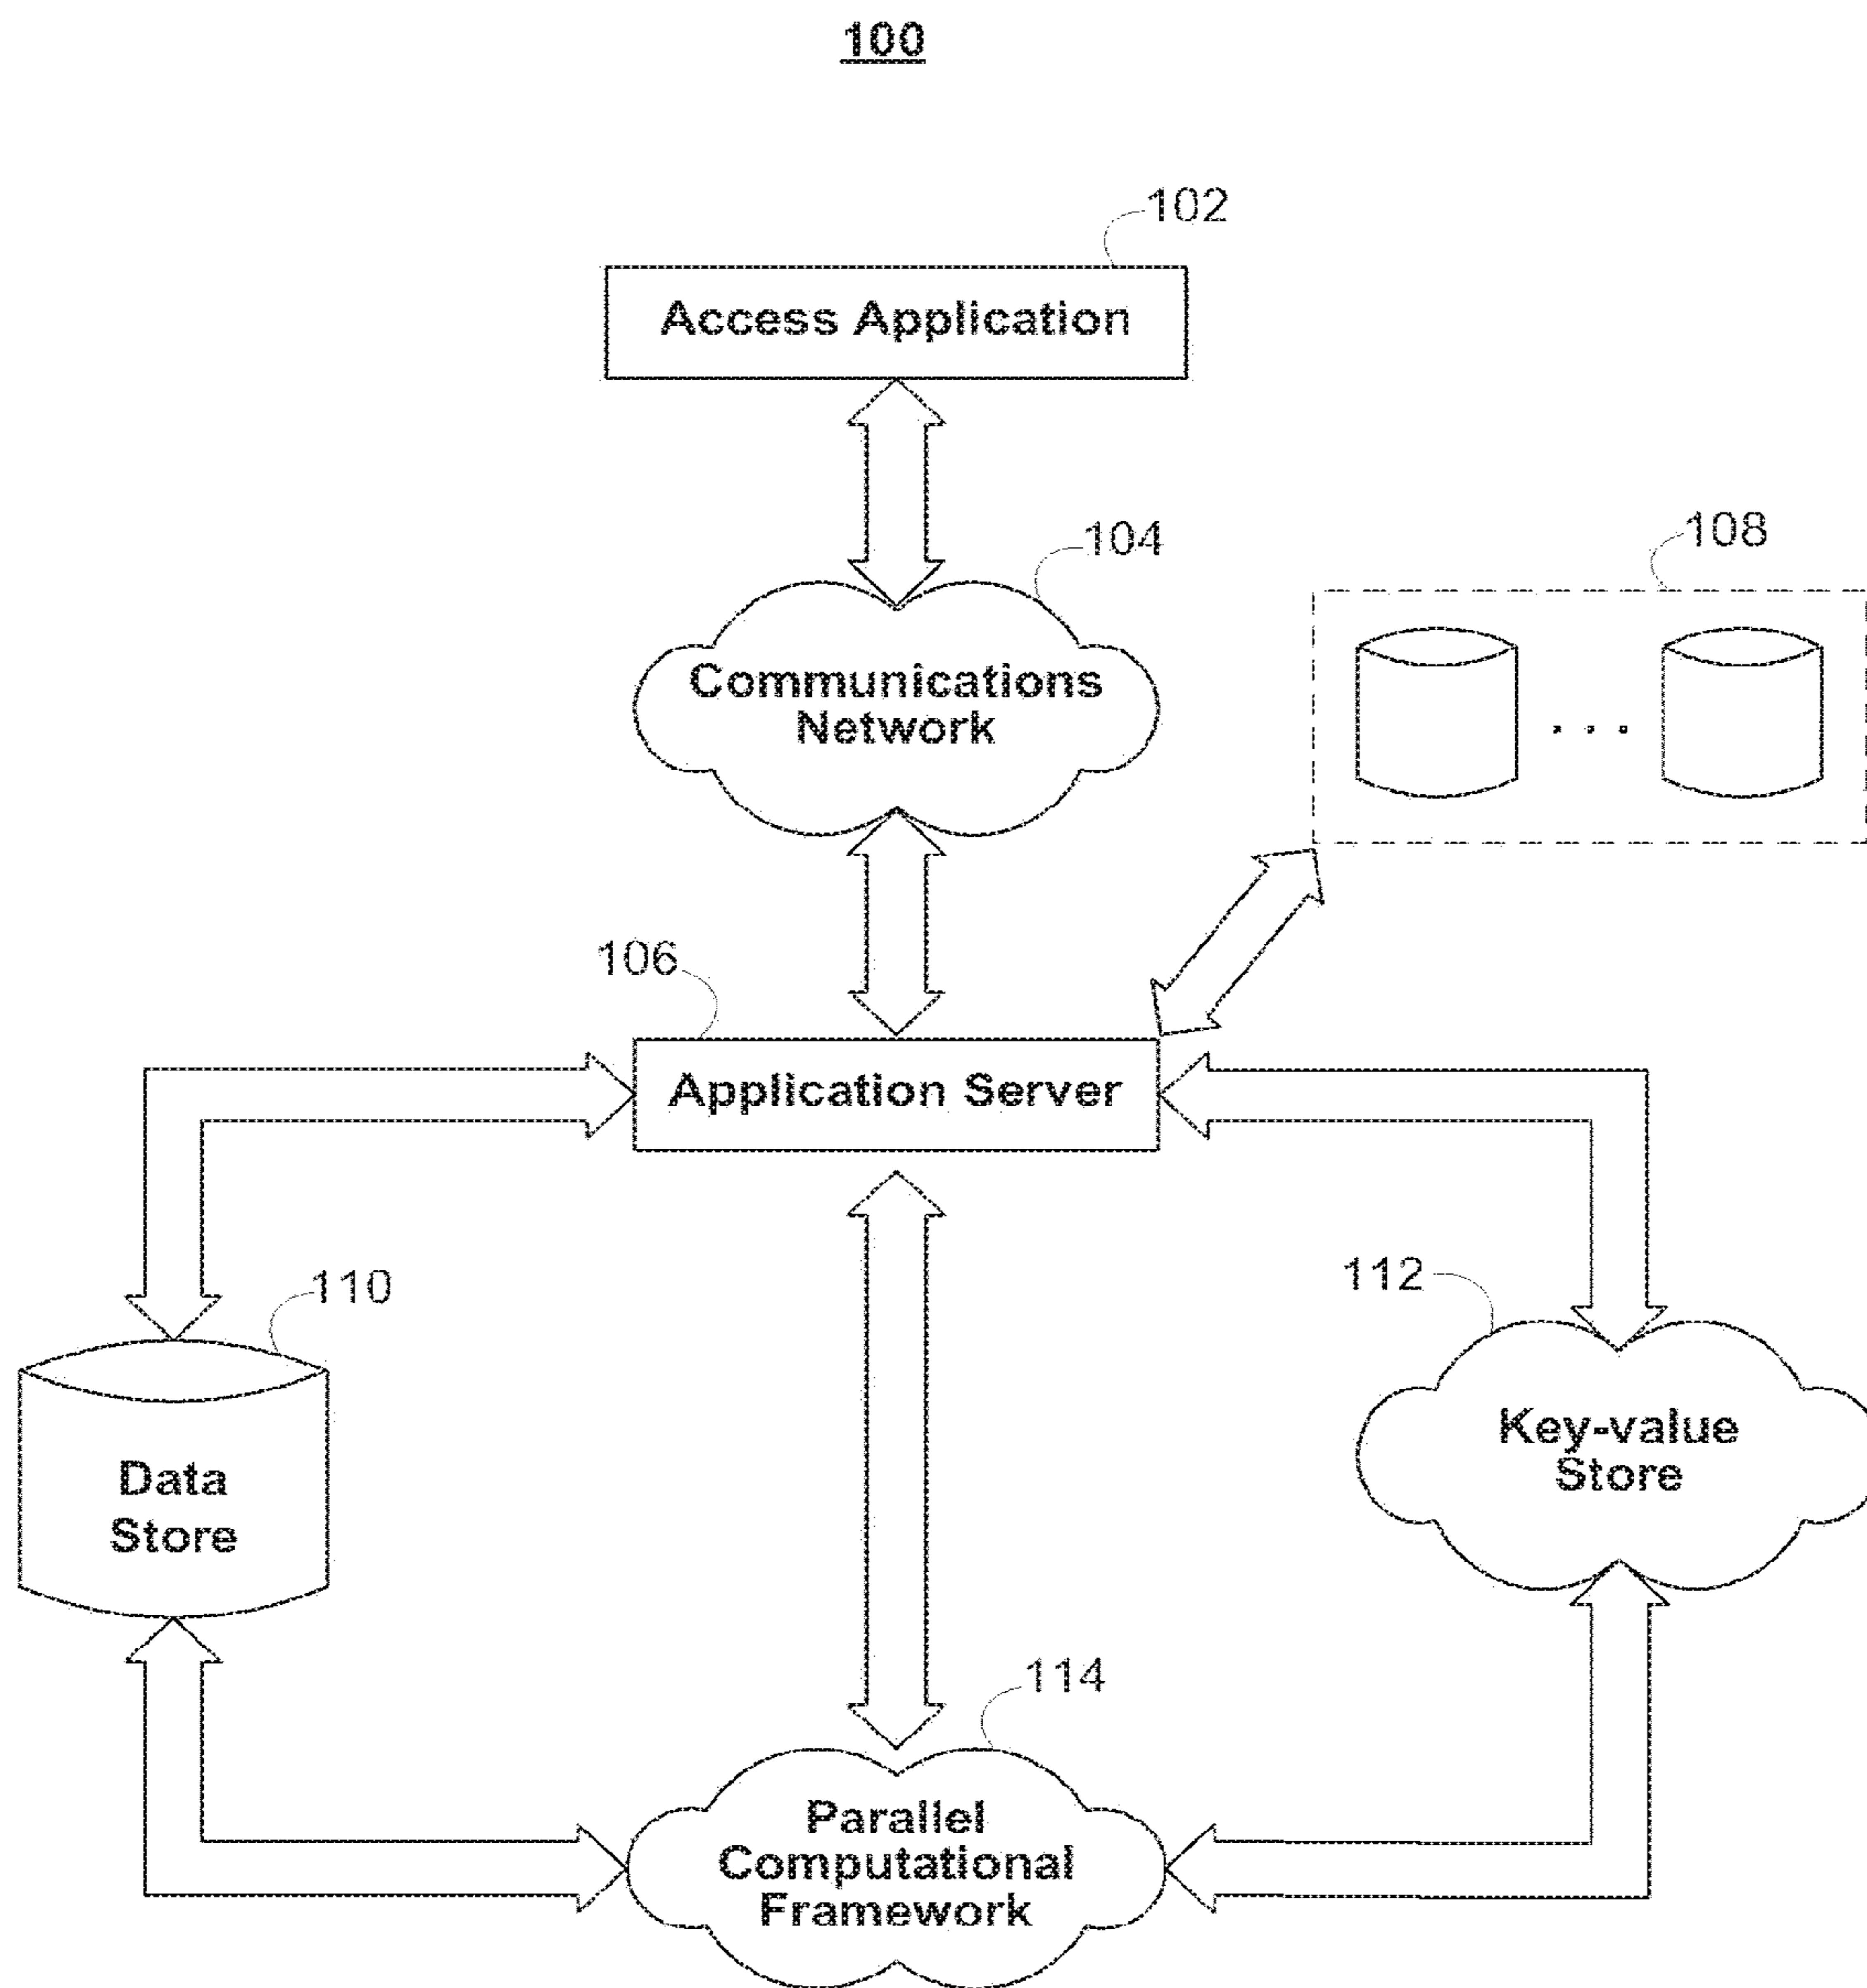 100
102
Access Application
104
108
Communications
Network
. . .
106
Application Server
110
112
Data
Store
Key-value
Store
114
Parallel
Computational
Framework